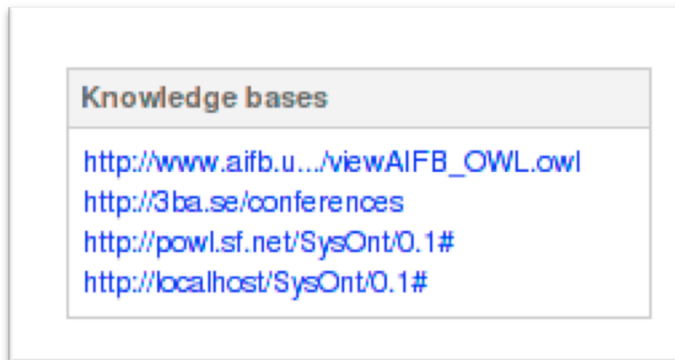 Knowledge bases
http://www.aifb.u.../viewAIFB_OWL.owl
http://3ba.se/conferences
http://powl.sf.net/SysOnt/0.1#
http://localhost/SysOnt/0.1#